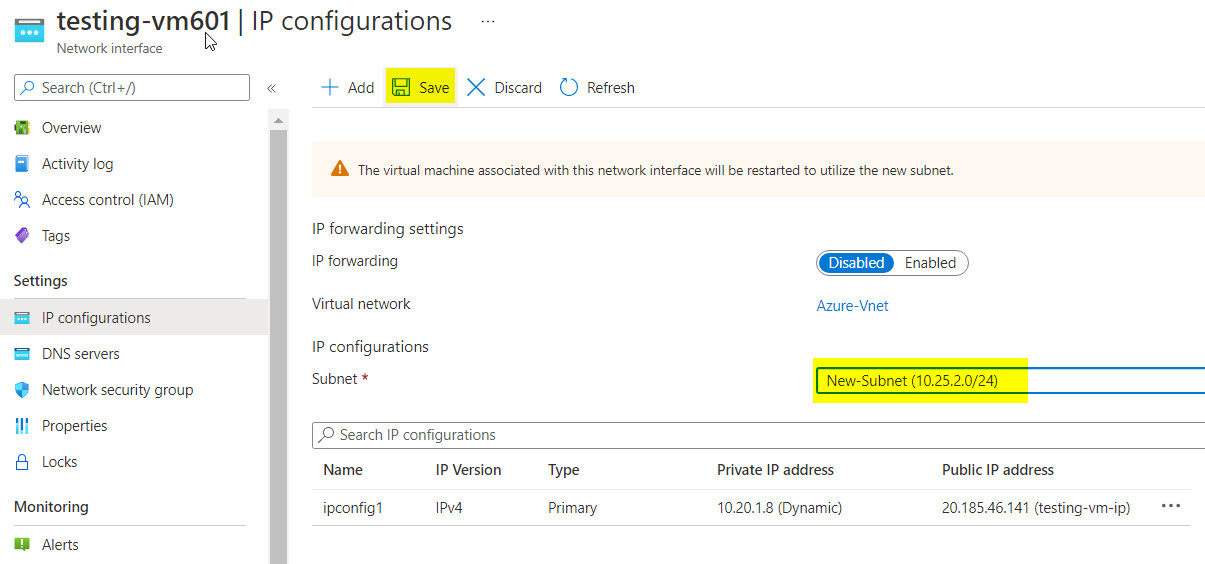 testing-vm601 | IP configurations ...
Network interface
Search (Ctrl+/)
«
Add Save Discard Refresh
Overview
Activity log
Access control (IAM)
Tags
Settings
IP configurations
DNS servers
Network security group
Properties
Locks
Monitoring
Alerts
The virtual machine associated with this network interface will be restarted to utilize the new subnet.
IP forwarding settings
IP forwarding Disabled Enabled
Virtual network Azure-Vnet
IP configurations
Subnet * New-Subnet (10.25.2.0/24)
Search IP configurations
Name IP Version Type Private IP address Public IP address
ipconfig1 IPv4 Primary 10.20.1.8 (Dynamic) 20.185.46.141 (testing-vm-ip) ...